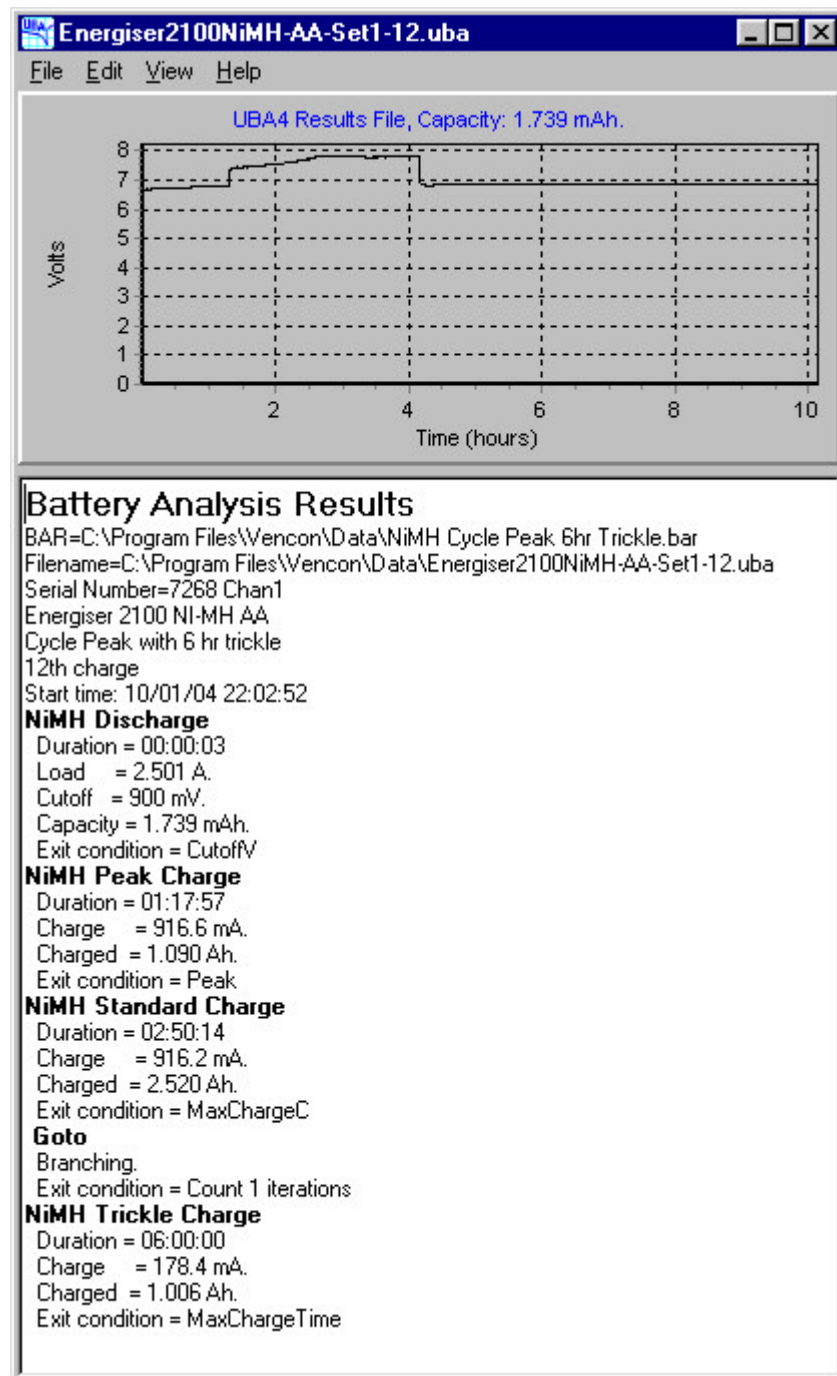 UBA
Energiser2100NiMH-AA-Set1-12.uba
File Edit View Help
UBA4 Results File, Capacity: 1.739 mAh.
8
7
6
5
4
3
2
1
0
Volts
2 4 6 8 10
Time (hours)
Battery Analysis Results
BAR=C:\Program Files\Vencon\Data\NiMH Cycle Peak 6hr Trickle.bar
Filename=C:\Program Files\Vencon\Data\Energiser2100NiMH-AA-Set1-12.uba
Serial Number=7268 Chan1
Energiser 2100 NI-MH AA
Cycle Peak with 6 hr trickle
12th charge
Start time: 10/01/04 22:02:52
NiMH Discharge
Duration = 00:00:03
Load = 2.501 A.
Cutoff = 900 mV.
Capacity = 1.739 mAh.
Exit condition = CutoffV
NiMH Peak Charge
Duration = 01:17:57
Charge = 916.6 mA.
Charged = 1.090 Ah.
Exit condition = Peak
NiMH Standard Charge
Duration = 02:50:14
Charge = 916.2 mA.
Charged = 2.520 Ah.
Exit condition = MaxChargeC
Goto
Branching.
Exit condition = Count 1 iterations
NiMH Trickle Charge
Duration = 06:00:00
Charge = 178.4 mA.
Charged = 1.006 Ah.
Exit condition = MaxChargeTime